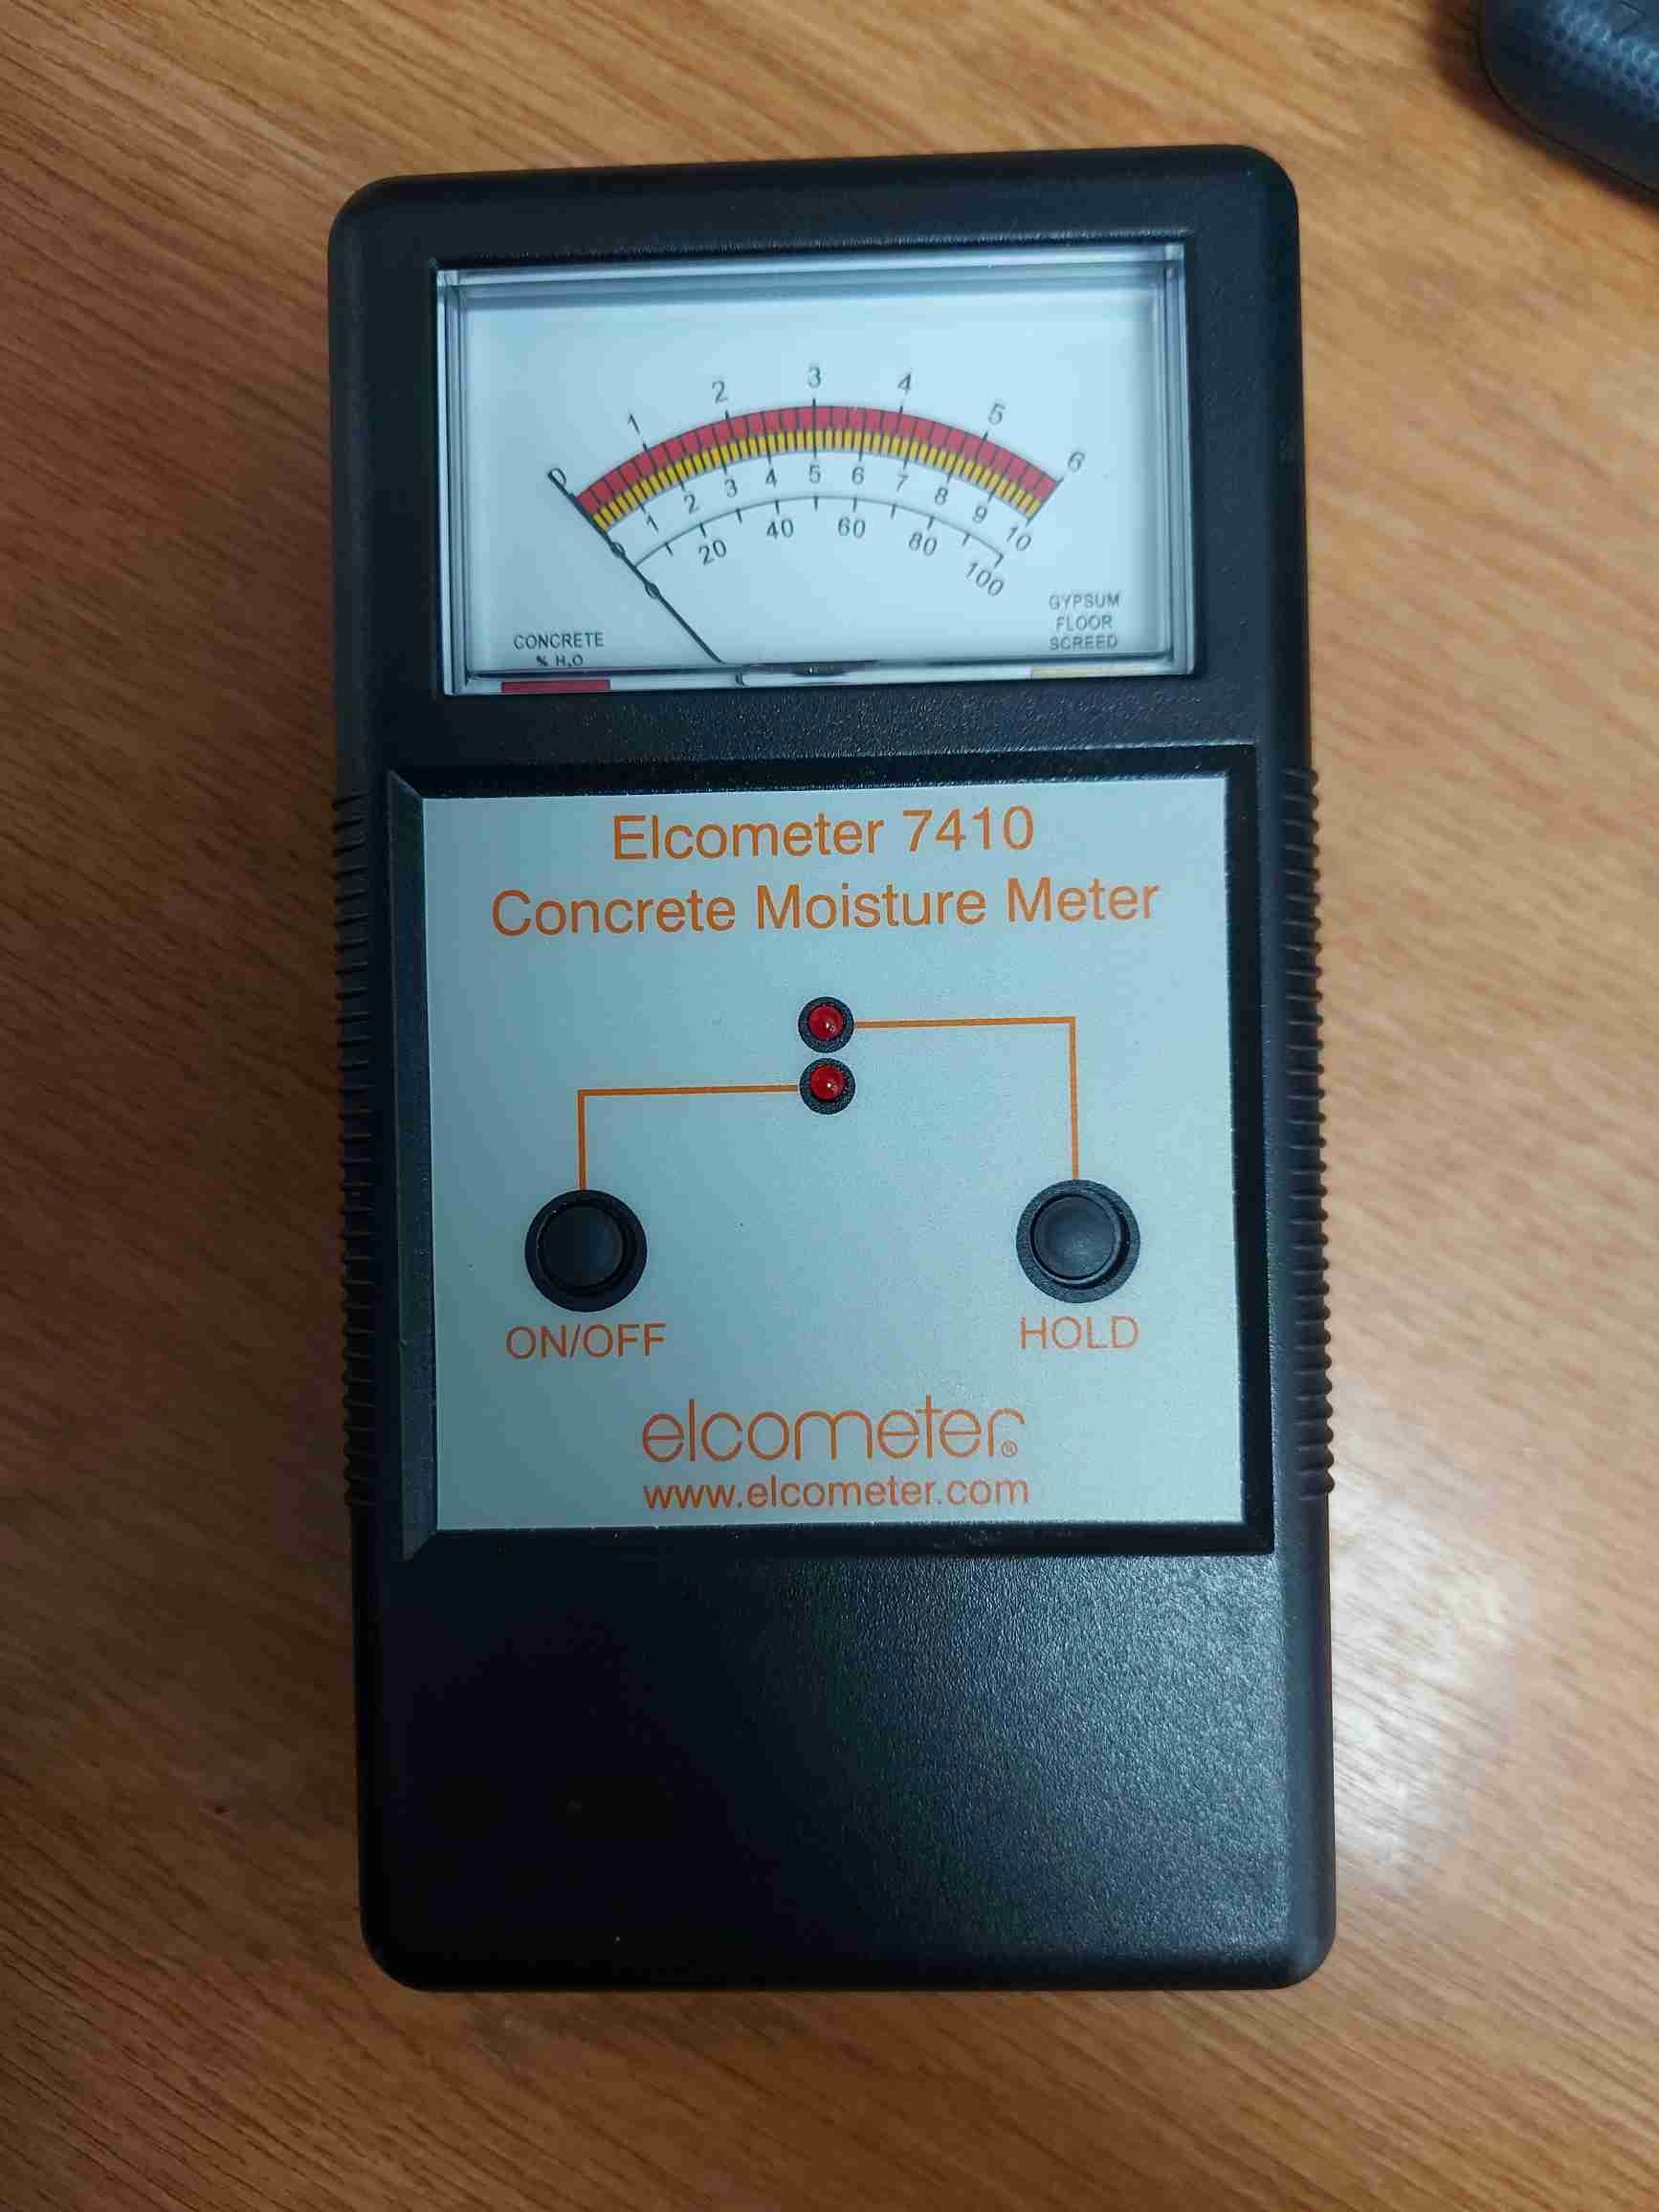 0 1 2 3 4 5 6
0 1 2 3 4 5 6 7 8 9 10
0 20 40 60 80 100
CONCRETE
% H₂O
GYPSUM
FLOOR
SCREED
Elcometer 7410
Concrete Moisture Meter
ON/OFF
HOLD
elcometer®
www.elcometer.com